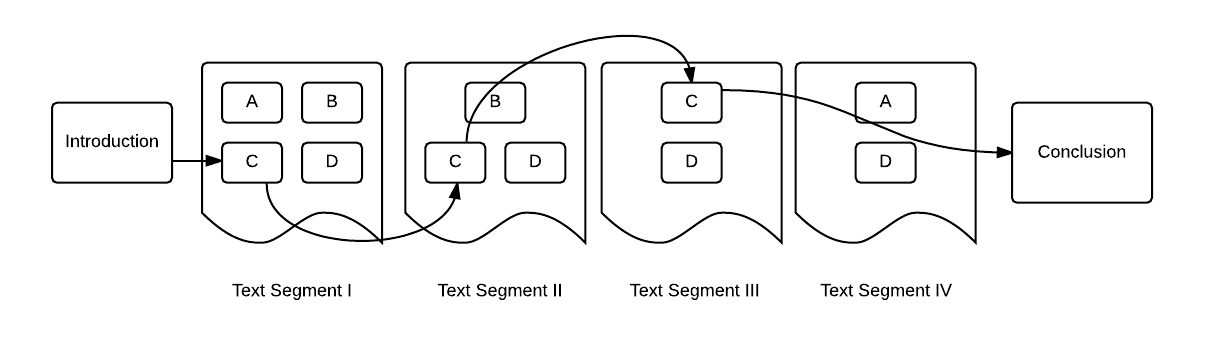 Introduction
A B
C D
Text Segment I
B
C D
Text Segment II
C
D
Text Segment III
A
D
Text Segment IV
Conclusion